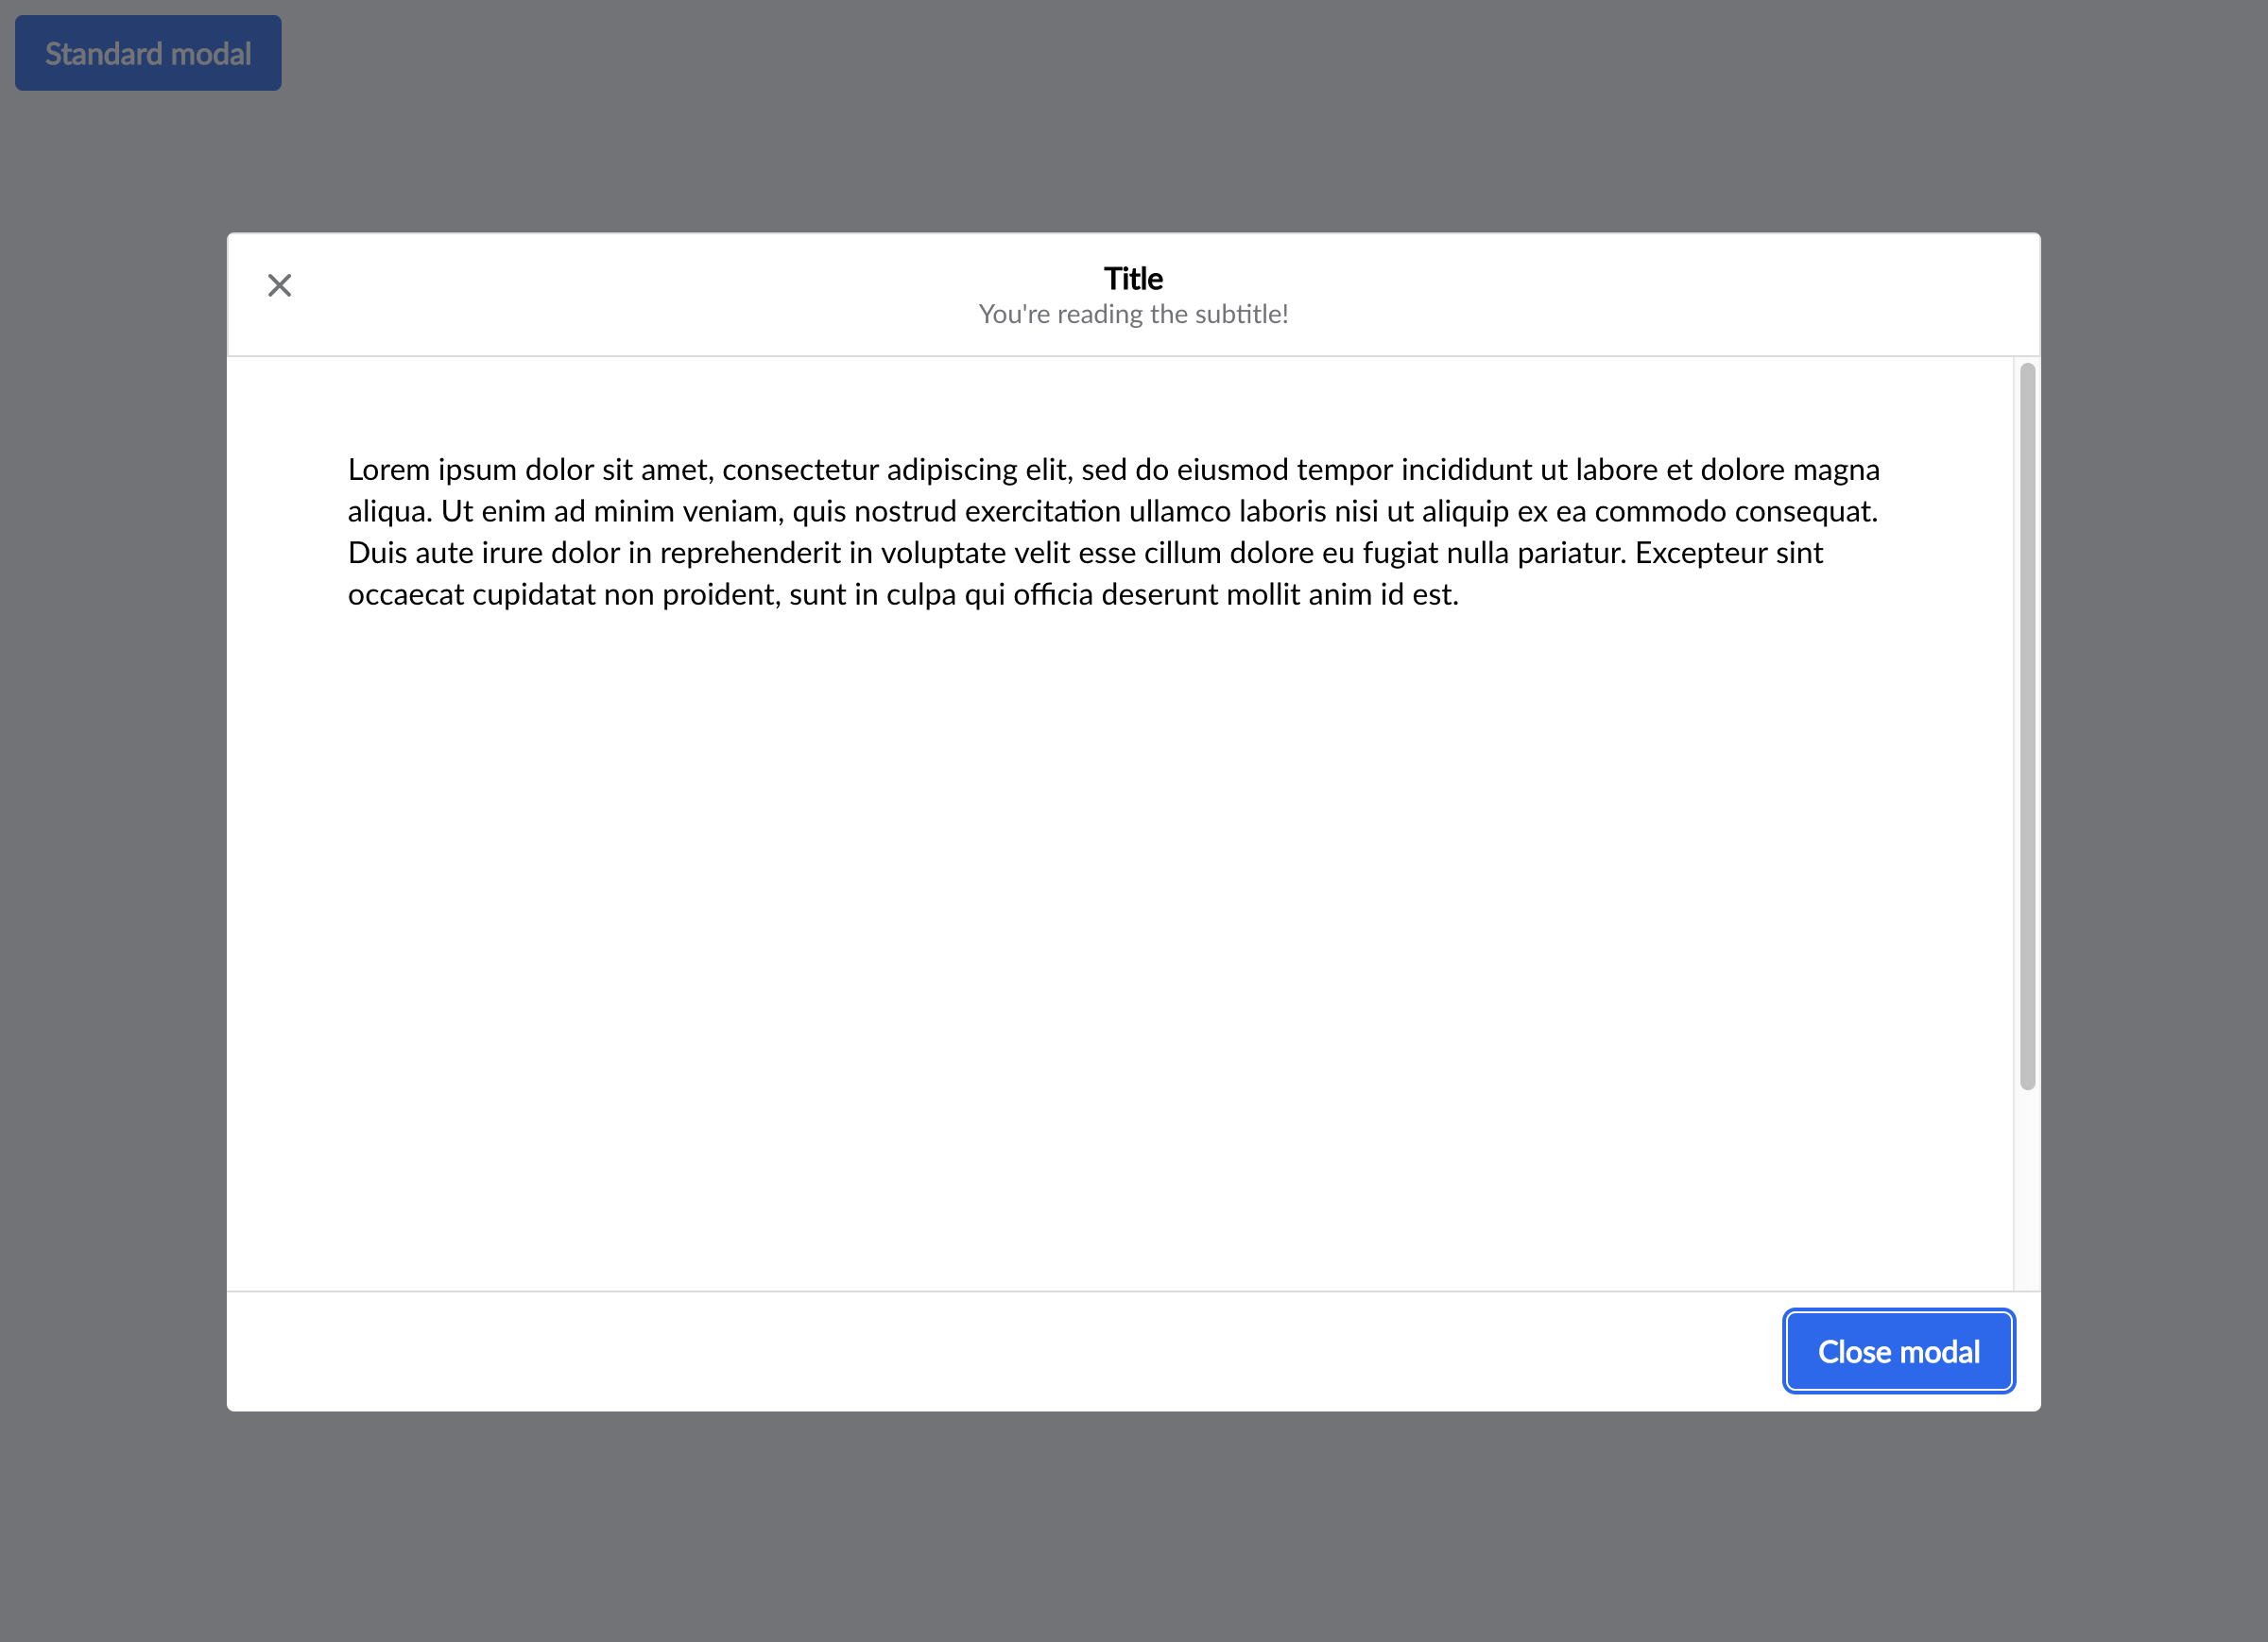 Standard modal
Title
You're reading the subtitle!
Lorem ipsum dolor sit amet, consectetur adipiscing elit, sed do eiusmod tempor incididunt ut labore et dolore magna
aliqua. Ut enim ad minim veniam, quis nostrud exercitation ullamco laboris nisi ut aliquip ex ea commodo consequat.
Duis aute irure dolor in reprehenderit in voluptate velit esse cillum dolore eu fugiat nulla pariatur. Excepteur sint
occaecat cupidatat non proident, sunt in culpa qui officia deserunt mollit anim id est.
Close modal